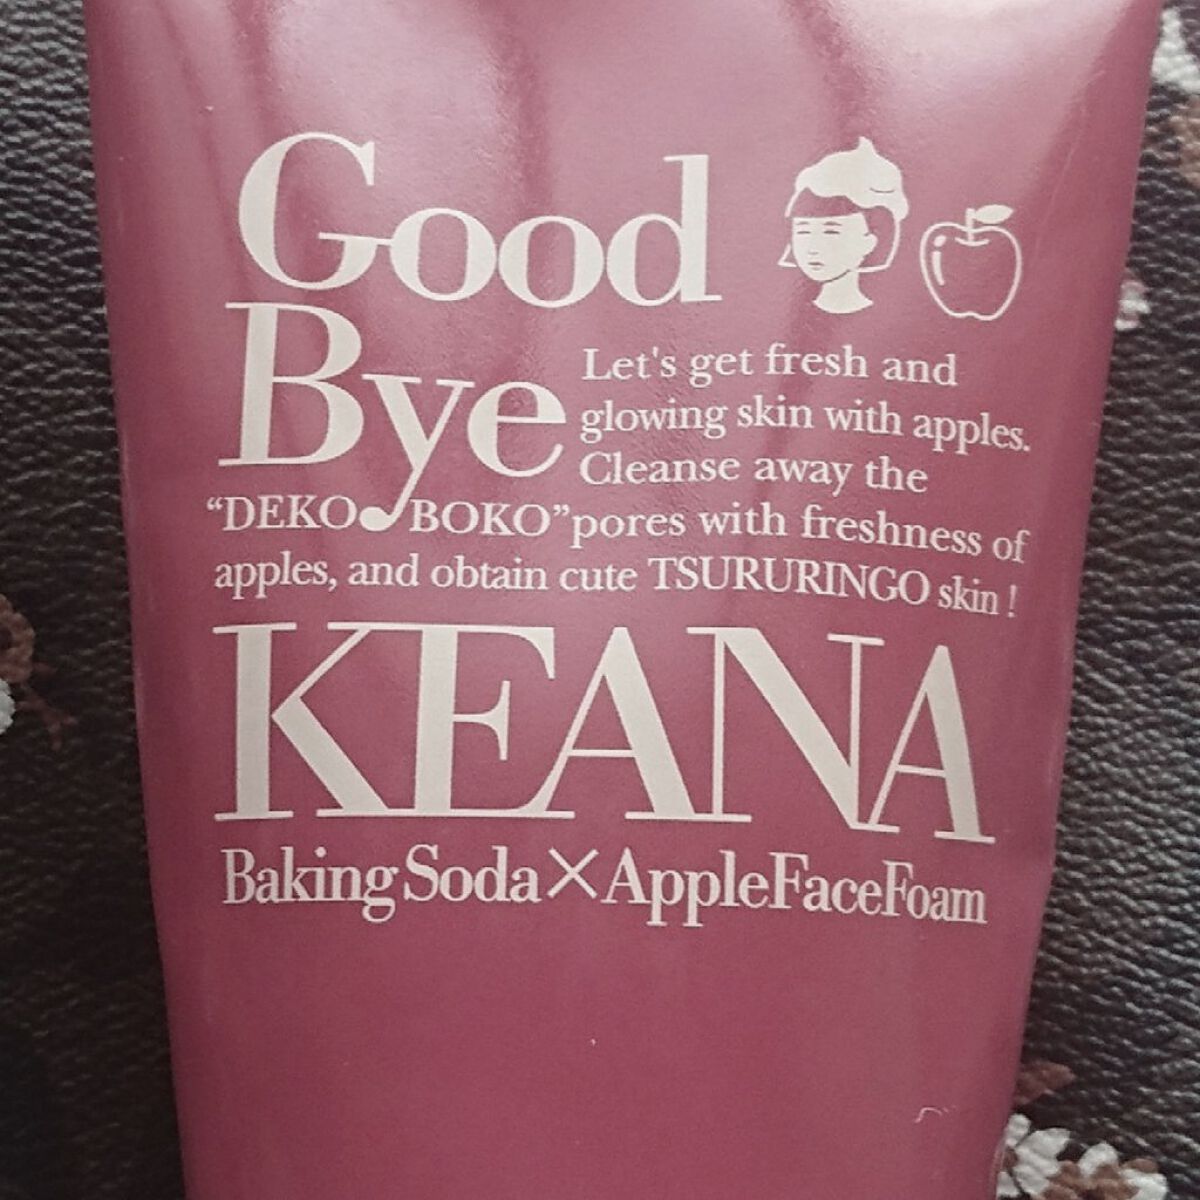 Good
Bye
Let's get fresh and
glowing skin with apples.
Cleanse away the
“DEKO BOKO”pores with freshness of
apples, and obtain cute TSURURINGO skin !
KEANA
Baking Soda×AppleFaceFoam